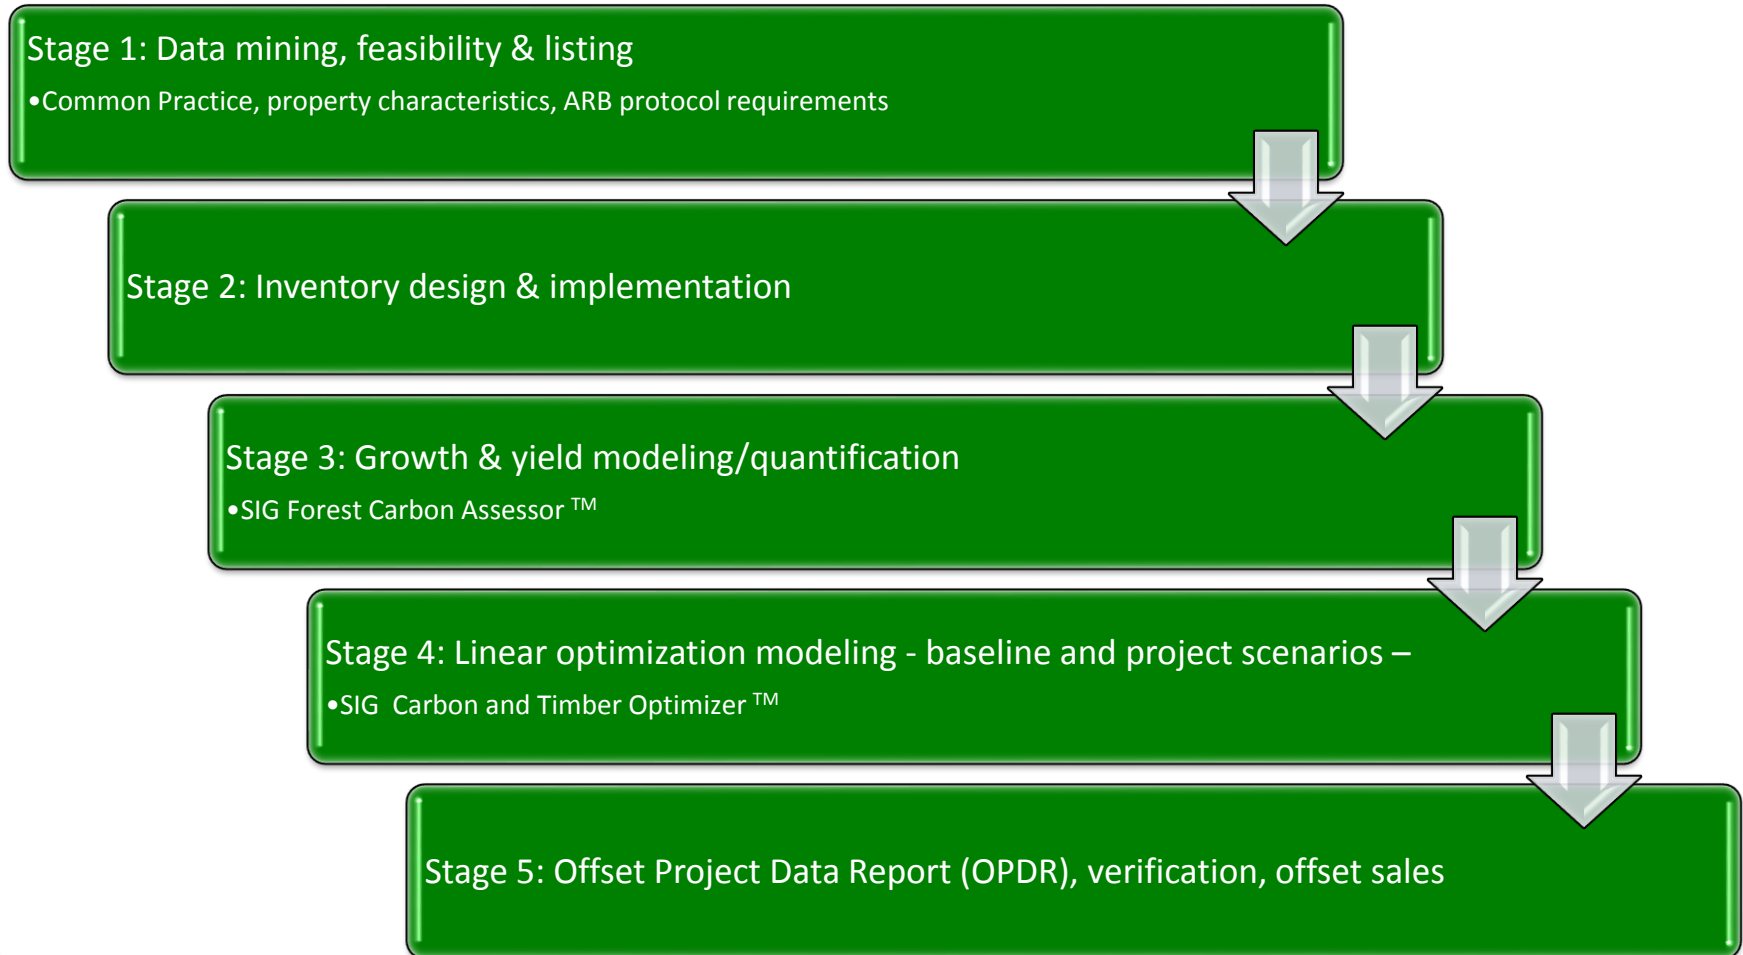 Stage 1: Data mining, feasibility & listing
•Common Practice, property characteristics, ARB protocol requirements
Stage 2: Inventory design & implementation
Stage 3: Growth & yield modeling/quantification
•SIG Forest Carbon Assessor TM
Stage 4: Linear optimization modeling - baseline and project scenarios –
•SIG  Carbon and Timber Optimizer TM
Stage 5: Offset Project Data Report (OPDR), verification, offset sales